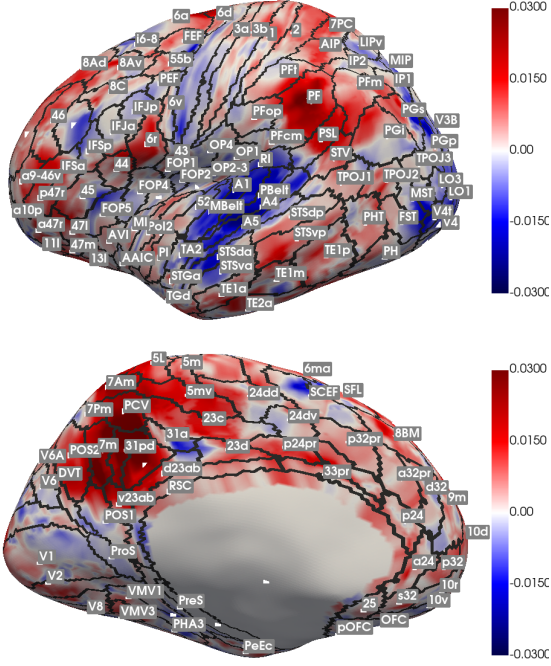 6a 6d
3a 3b 1 2 7PC
i6-8 FEF AIP LIPv
8Ad 8Av 55b IP2 MIP
PEF PFt PFm IP1
8C IFJp 6v PF PGs
46 IFJa PFop PGi V3B
IFSp 6r PFcm PSL PGp
43 OP4 OP1 STV
IFSa 44 FOP1 OP2-3 RI TPOJ3
a9-46V FOP2 TPOJ1 TPOJ2 LO3
p47r 45 FOP4 A1 PBelt MST LO1
a10p FOP5 52 MBelt A4
a47r 47l MI PoI2 A5 STSdp PHT FST V4t
11l 47m AVI STSvp V4
13l AAIC PI TA2 STSda TE1p PH
STGa STSva TE1m
TGd TE1a TE2a
0.0300
0.0150
0.00
-0.0150
-0.0300
5L 5m 6ma
7Am 5mv 24dd SCEF SFL
7Pm PCV 23c 24dv
7m 31pd 31a 23d p24pr p32pr 8BM
V6A POS2 d23ab 33pr a32pr
V6 DVT RSC d32
v23ab 9m
POS1 p24
10d
V1 ProS a24 p32
V2 10r
V8 VMV1 PreS 25 s32 10v
VMV3 PHA3 pOFC OFC
PeEc
0.0300
0.0150
0.00
-0.0150
-0.0300